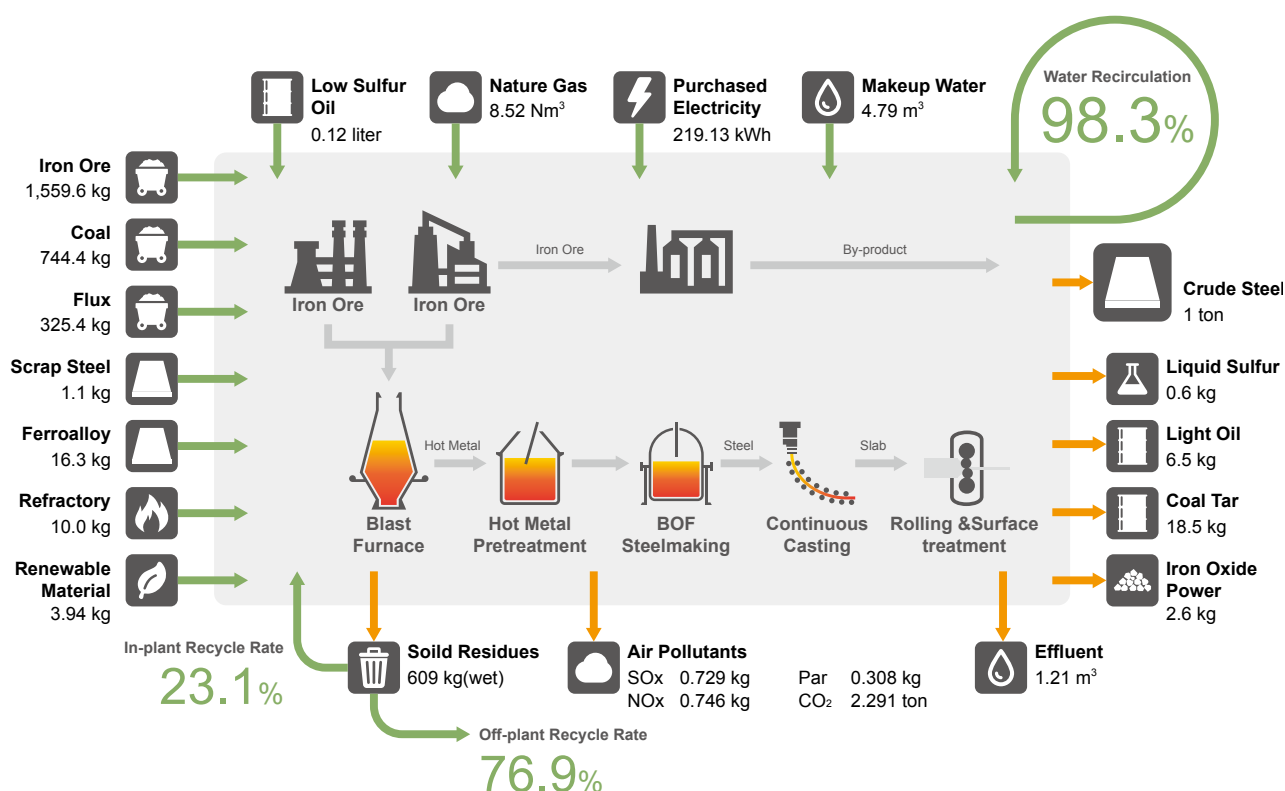 Low Sulfur
Oil
0.12 liter
Nature Gas
8.52 Nm³
Purchased
Electricity
219.13 kWh
Makeup Water
4.79 m³
Water Recirculation
98.3%
Iron Ore
1,559.6 kg
Coal
744.4 kg
Flux
325.4 kg
Scrap Steel
1.1 kg
Ferroalloy
16.3 kg
Refractory
10.0 kg
Renewable
Material
3.94 kg
Iron Ore
Iron Ore
Iron Ore
By-product
Hot Metal
Steel
Slab
Blast
Furnace
Hot Metal
Pretreatment
BOF
Steelmaking
Continuous
Casting
Rolling &Surface
treatment
Crude Steel
1 ton
Liquid Sulfur
0.6 kg
Light Oil
6.5 kg
Coal Tar
18.5 kg
Iron Oxide
Power
2.6 kg
In-plant Recycle Rate
23.1%
Soild Residues
609 kg(wet)
Off-plant Recycle Rate
76.9%
Air Pollutants
SOx 0.729 kg Par 0.308 kg
NOx 0.746 kg CO₂ 2.291 ton
Effluent
1.21 m³